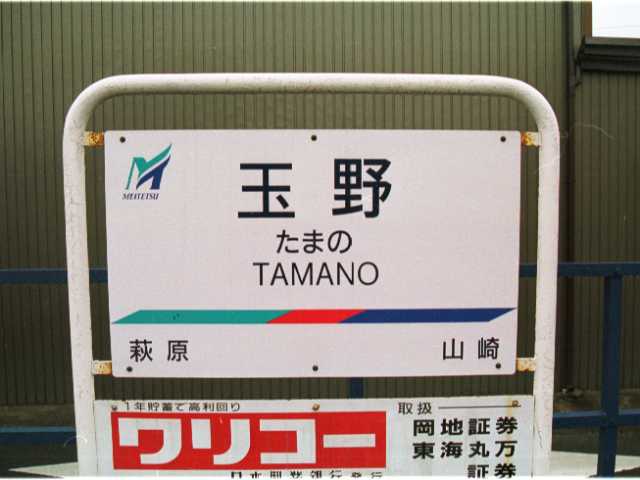 玉野
MEITETSU
たまの
TAMANO
萩原
山崎
1年貯蓄で高利回り
ワリコー
取扱
岡地証券
東海丸万
証券